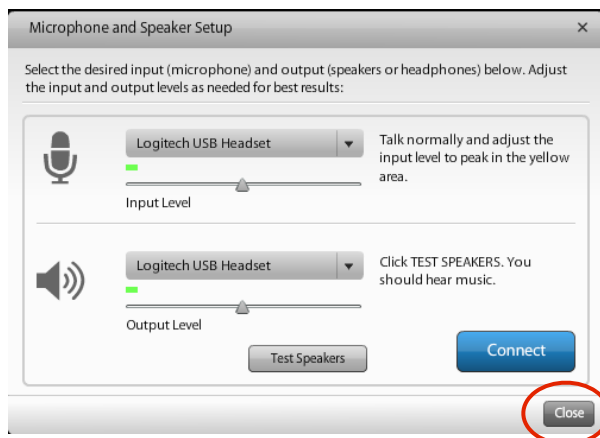 Microphone and Speaker Setup
Select the desired input (microphone) and output (speakers or headphones) below. Adjust
the input and output levels as needed for best results:
Logitech USB Headset
Talk normally and adjust the
input level to peak in the yellow
area.
Input Level
Logitech USB Headset
Click TEST SPEAKERS. You
should hear music.
Output Level
Test Speakers
Connect
Close